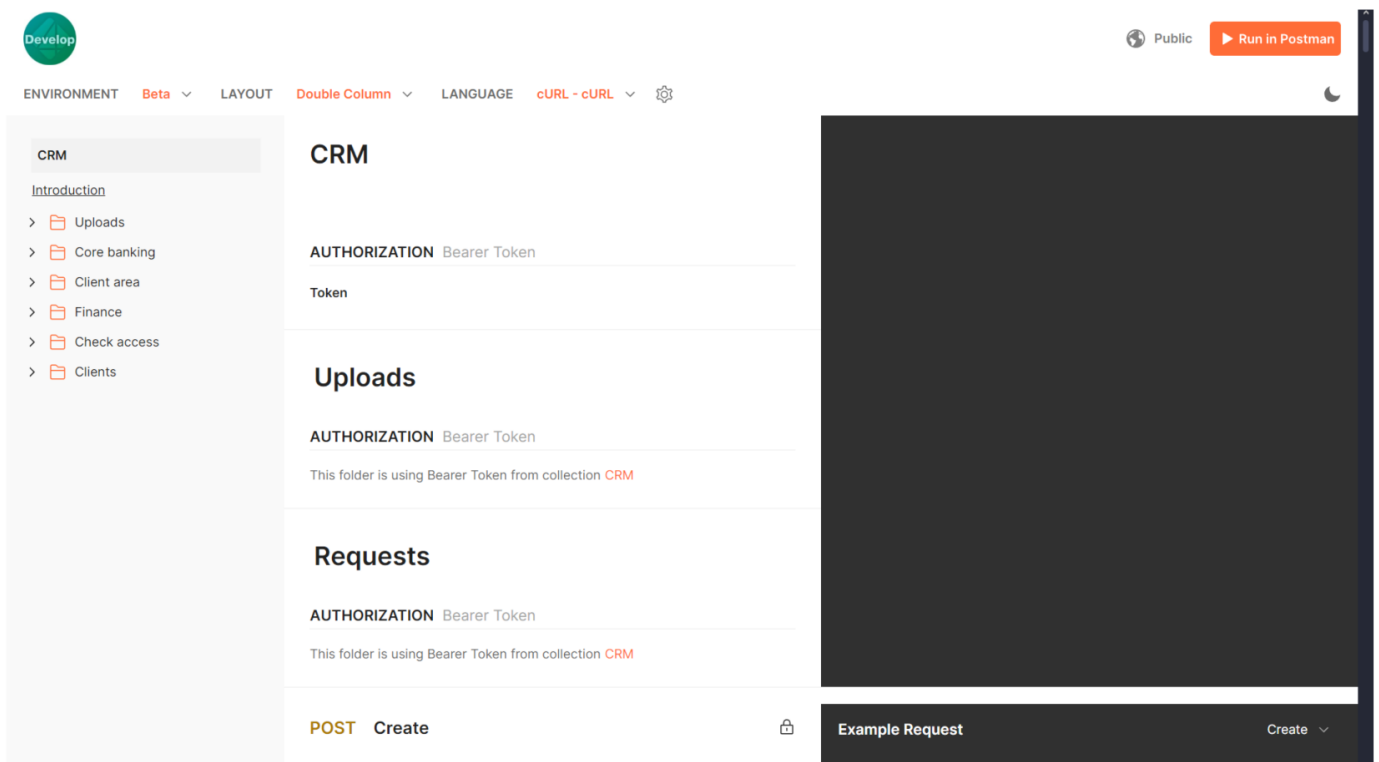 Develop
Public
Run in Postman
ENVIRONMENT Beta LAYOUT Double Column LANGUAGE cURL - cURL
CRM
Introduction
Uploads
Core banking
Client area
Finance
Check access
Clients
CRM
AUTHORIZATION Bearer Token
Token
Uploads
AUTHORIZATION Bearer Token
This folder is using Bearer Token from collection CRM
Requests
AUTHORIZATION Bearer Token
This folder is using Bearer Token from collection CRM
POST Create
Example Request
Create